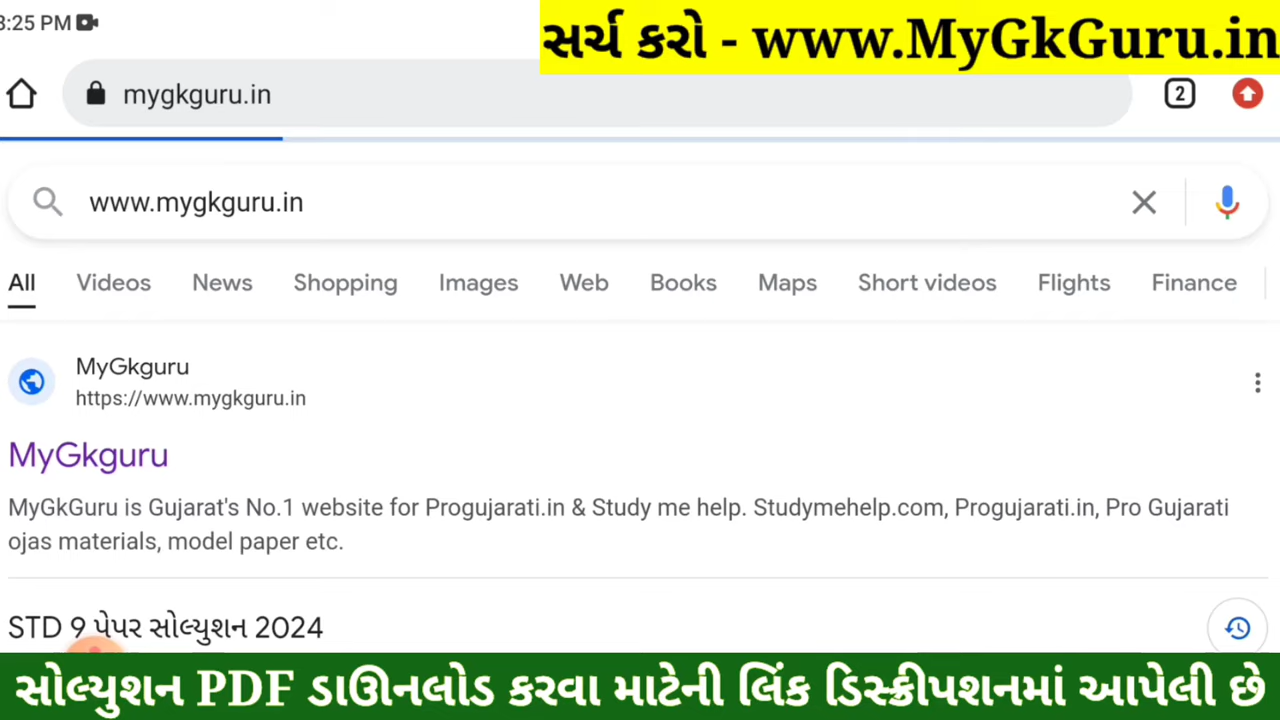 3:25 PM
સર્ચ કરો - www.MyGkGuru.in
mygkguru.in
2
www.mygkguru.in
All Videos News Shopping Images Web Books Maps Short videos Flights Finance
MyGkguru
https://www.mygkguru.in
MyGkguru
MyGkGuru is Gujarat's No.1 website for Progujarati.in & Study me help. Studymehelp.com, Progujarati.in, Pro Gujarati
ojas materials, model paper etc.
STD 9 પેપર સોલ્યુશન 2024
સોલ્યુશન PDF ડાઊનલોડ કરવા માટેની લિંક ડિસ્ક્રીપશનમાં આપેલી છે